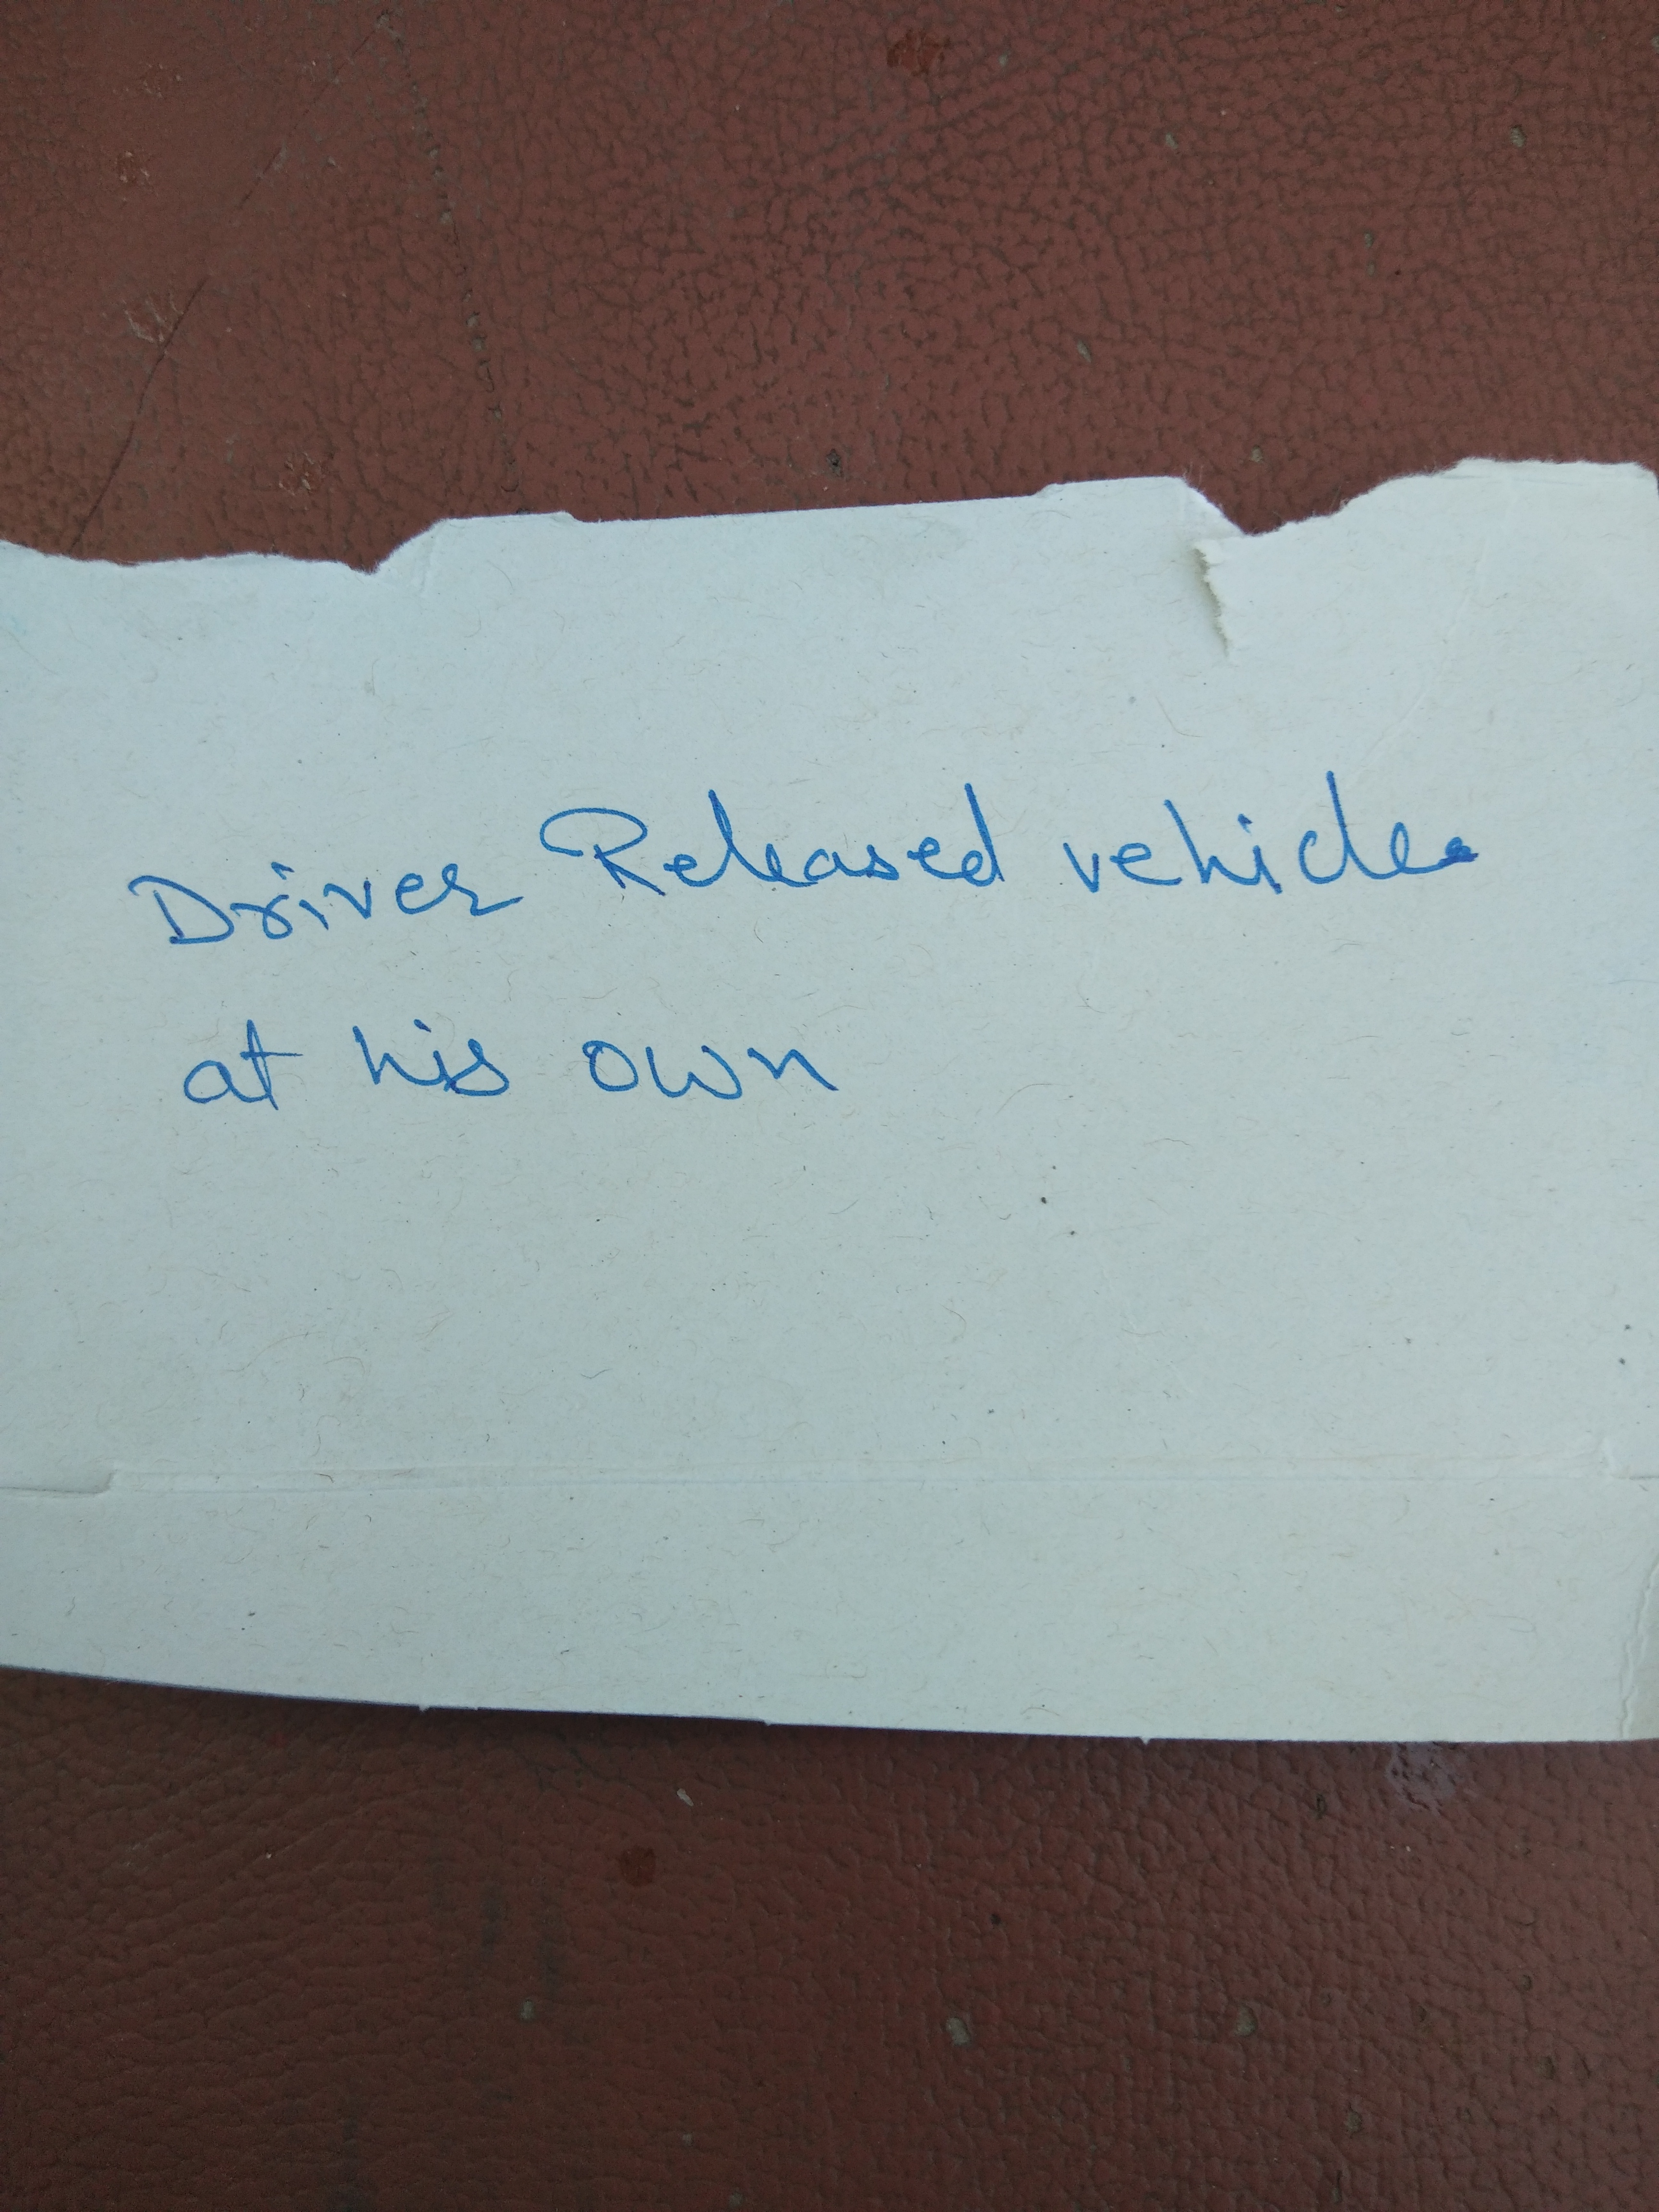 Driver Released vehicle
at his own